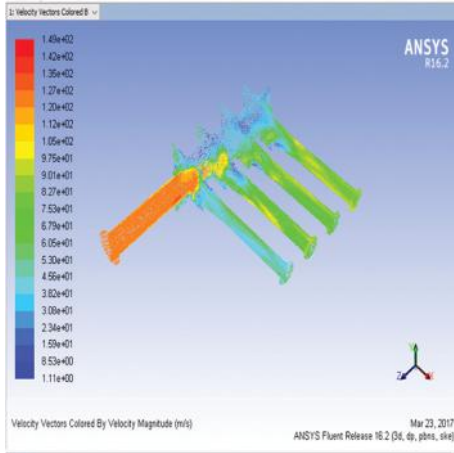 1: Velocity Vectors Colored B
ANSYS
R16.2
1.49e+02
1.42e+02
1.35e+02
1.27e+02
1.20e+02
1.12e+02
1.05e+02
9.75e+01
9.01e+01
8.27e+01
7.53e+01
6.79e+01
6.05e+01
5.30e+01
4.56e+01
3.82e+01
3.08e+01
2.34e+01
1.59e+01
8.53e+00
1.11e+00
Y
Z
X
Velocity Vectors Colored By Velocity Magnitude (m/s)
Mar 23, 2017
ANSYS Fluent Release 16.2 (3d, dp, pbns, ske)